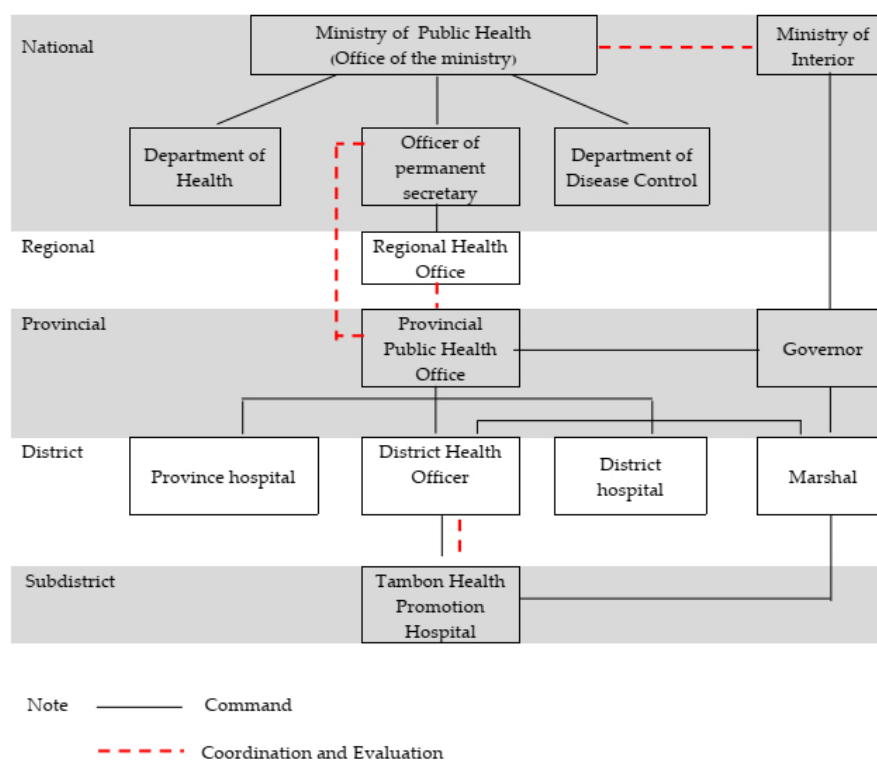 National
Ministry of Public Health
(Office of the ministry)
Ministry of
Interior
Department of
Health
Officer of
permanent
secretary
Department of
Disease Control
Regional
Regional Health
Office
Provincial
Provincial
Public Health
Office
Governor
District
Province hospital
District Health
Officer
District
hospital
Marshal
Subdistrict
Tambon Health
Promotion
Hospital
Note
Command
Coordination and Evaluation